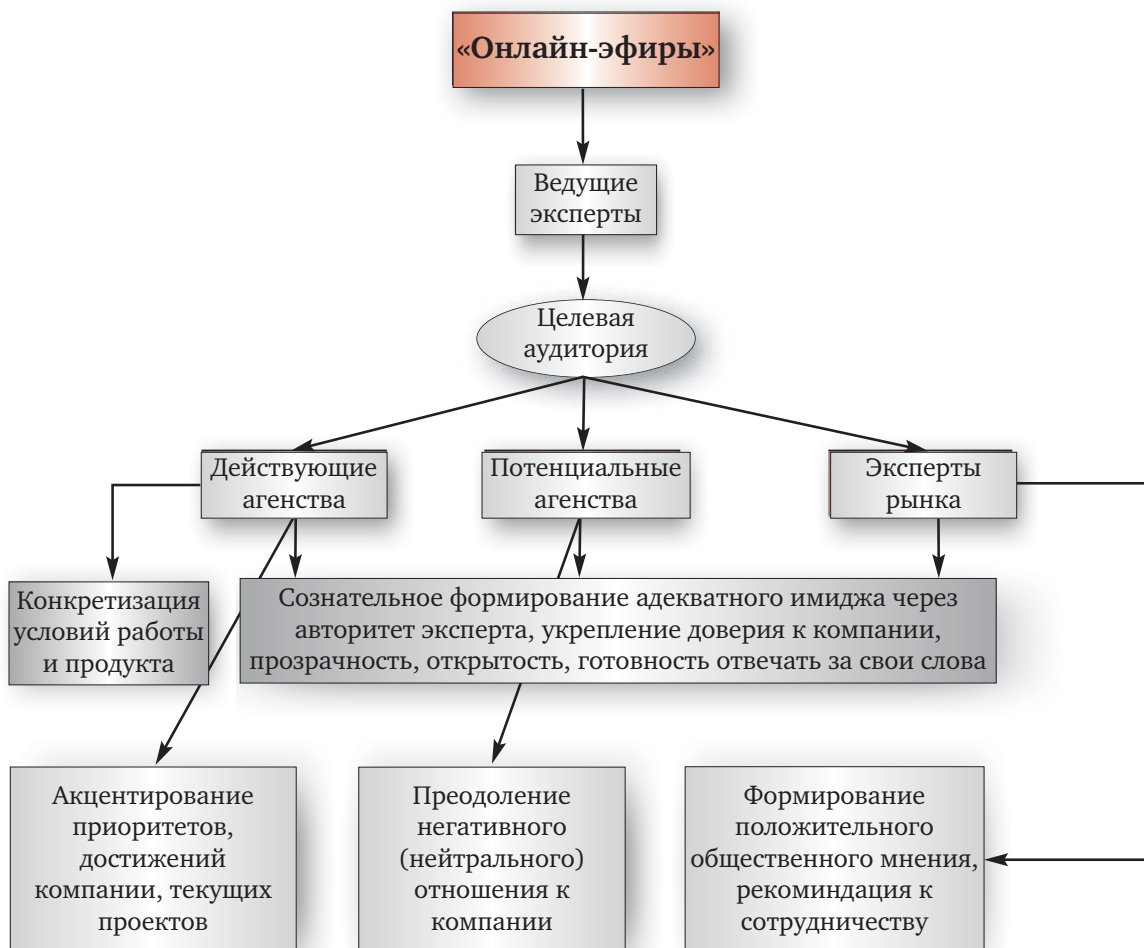 «Онлайн-эфиры»
Ведущие
эксперты
Целевая
аудитория
Действующие
агенства
Потенциальные
агенства
Эксперты
рынка
Конкретизация
условий работы
и продукта
Сознательное формирование адекватного имиджа через
авторитет эксперта, укрепление доверия к компании,
прозрачность, открытость, готовность отвечать за свои слова
Акцентирование
приоритетов,
достижений
компании, текущих
проектов
Преодоление
негативного
(нейтрального)
отношения к
компании
Формирование
положительного
общественного мнения,
рекоминдация к
сотрудничеству